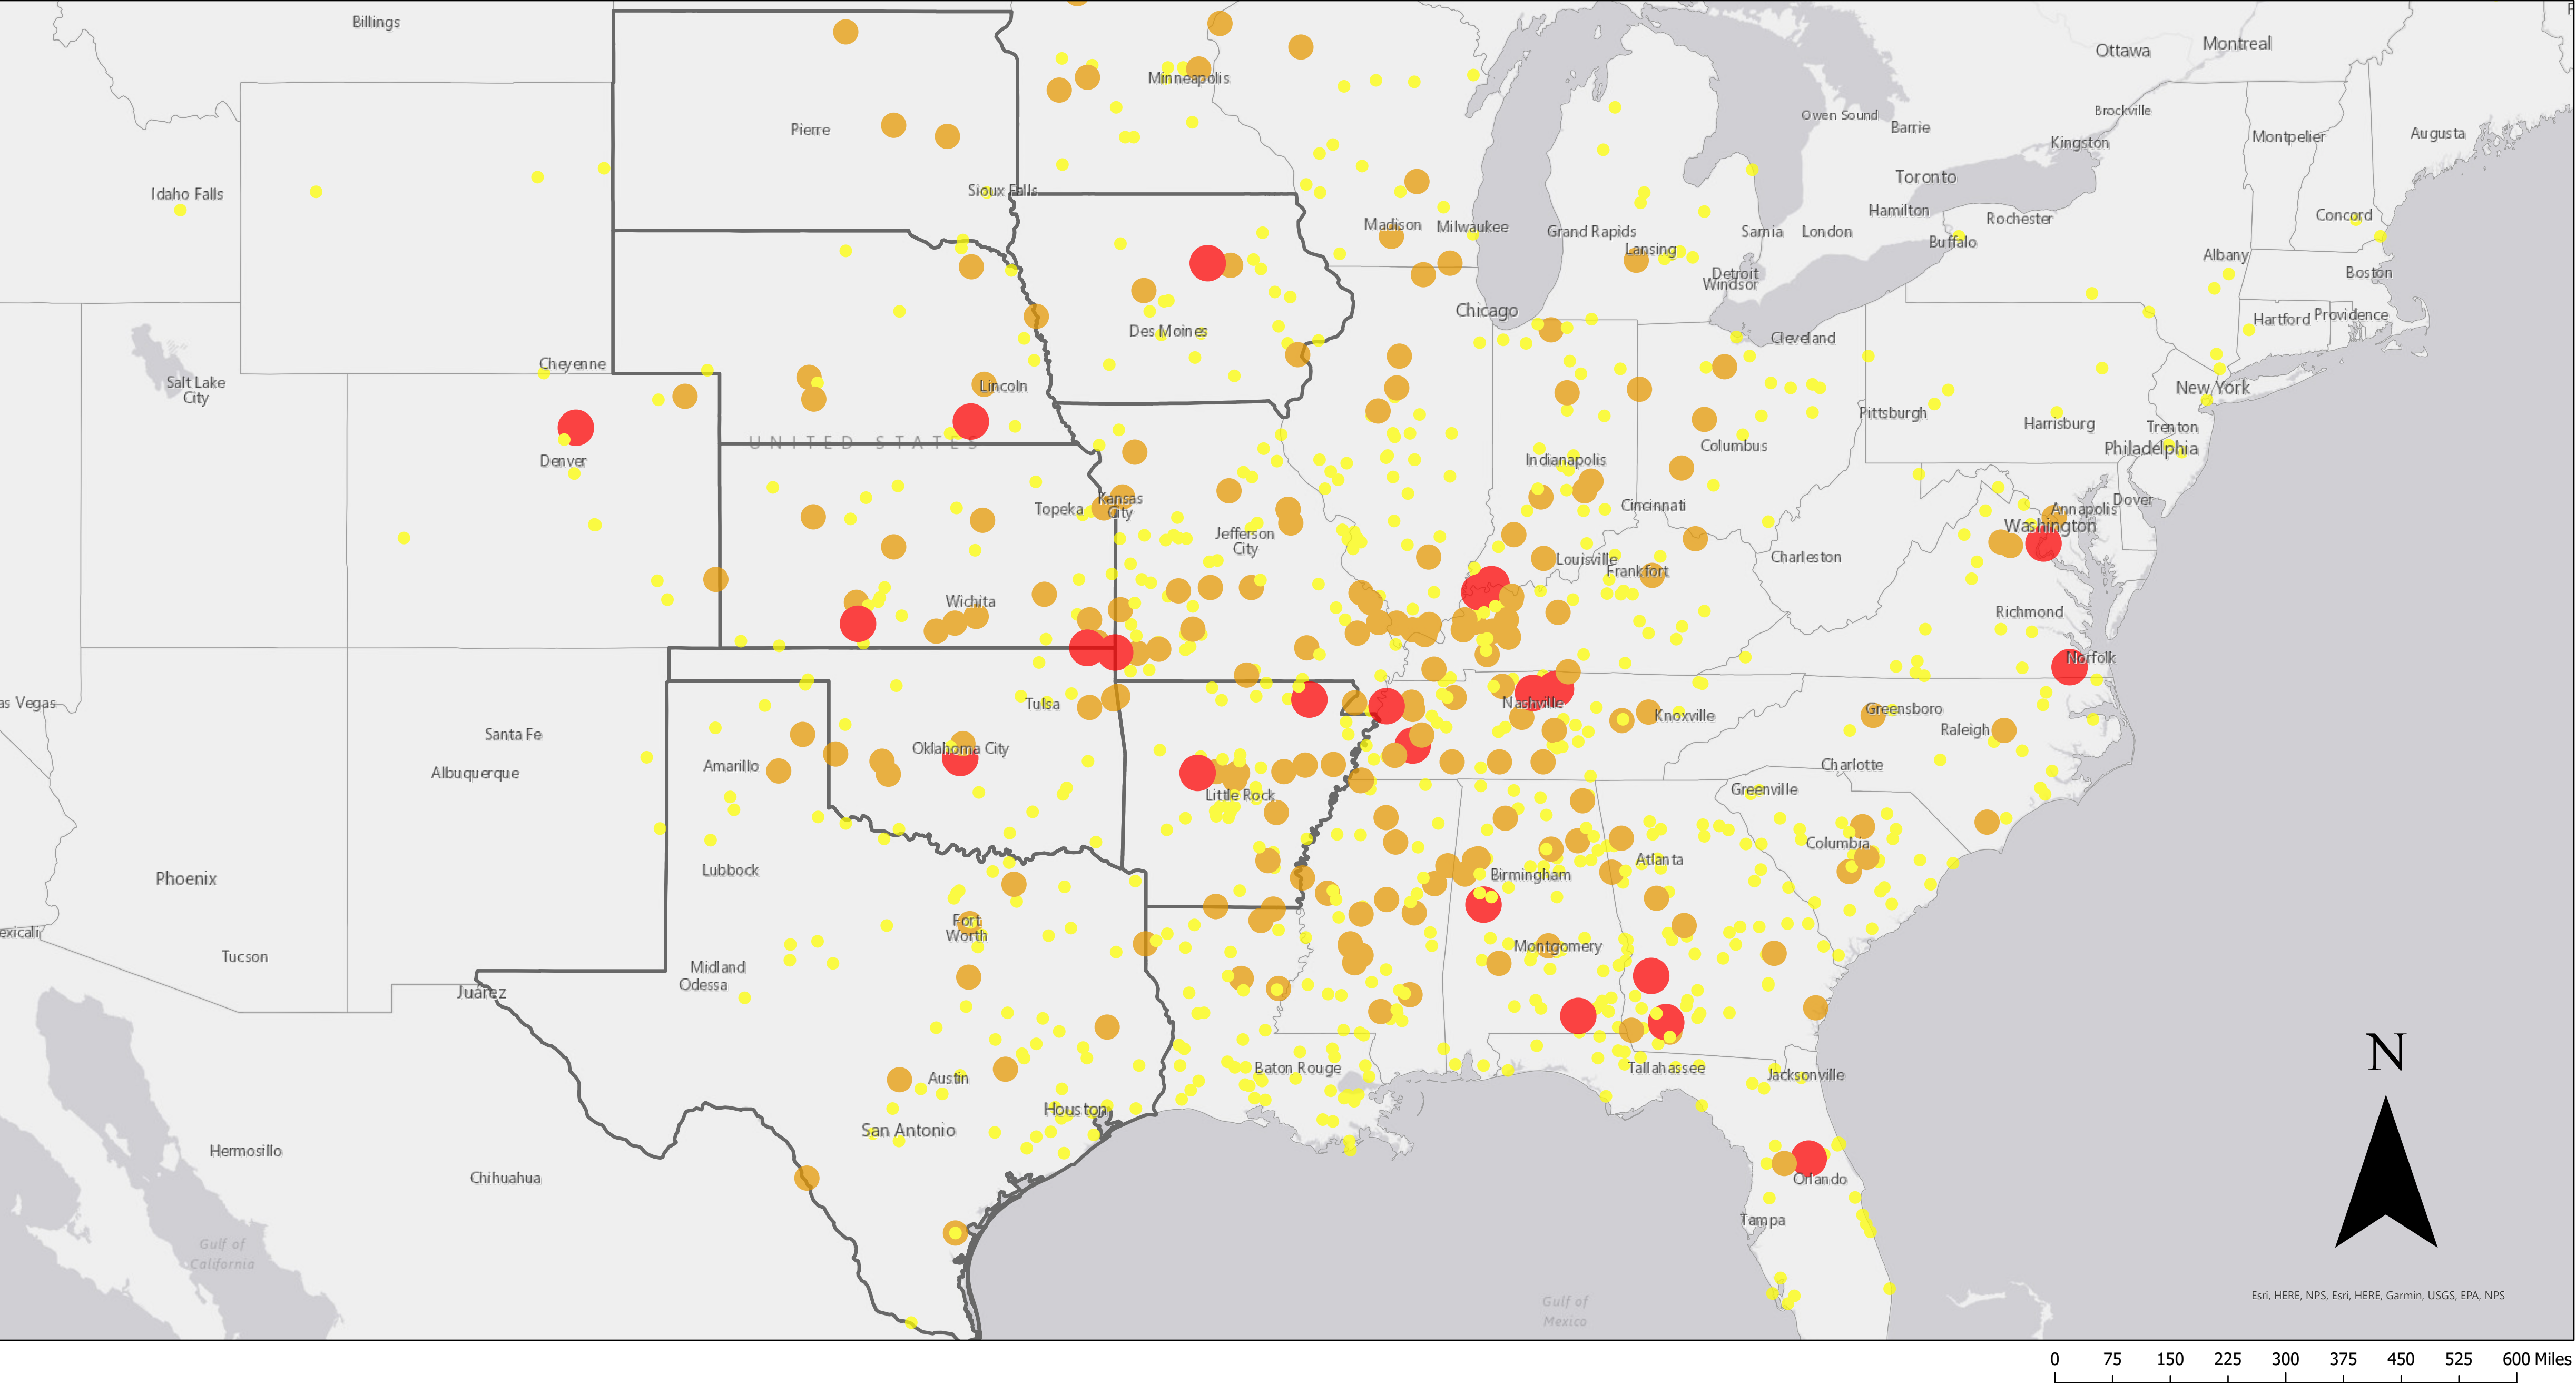 Billings
Ottawa
Montreal
Minneapolis
Owen Sound
Brockville
Barrie
Pierre
Kingston
Montpelier
Augusta
Idaho Falls
Sioux Falls
Toronto
Hamilton
Rochester
Concord
Madison
Milwaukee
Grand Rapids
Sarnia
London
Lansing
Buffalo
Albany
Detroit
Windsor
Boston
Chicago
Des Moines
Cleveland
Hartford
Providence
Cheyenne
Salt Lake
City
Lincoln
New York
Pittsburgh
Harrisburg
Trenton
UNITED STATES
Columbus
Philadelphia
Denver
Indianapolis
Topeka
Kansas
City
Cincinnati
Dover
Annapolis
Washington
Jefferson
City
Louisville
Frankfort
Charleston
Wichita
Richmond
Norfolk
as Vegas
Tulsa
Nashville
Knoxville
Greensboro
Raleigh
Santa Fe
Oklahoma City
Albuquerque
Amarillo
Charlotte
Little Rock
Greenville
Columbia
Phoenix
Lubbock
Atlanta
Birmingham
exicali
Fort
Worth
Tucson
Montgomery
Midland
Odessa
Juárez
Austin
Baton Rouge
Tallahassee
Jacksonville
Houston
San Antonio
Hermosillo
Chihuahua
Orlando
Tampa
Gulf of
California
Gulf of
Mexico
N
Esri, HERE, NPS, Esri, HERE, Garmin, USGS, EPA, NPS
0 75 150 225 300 375 450 525 600 Miles